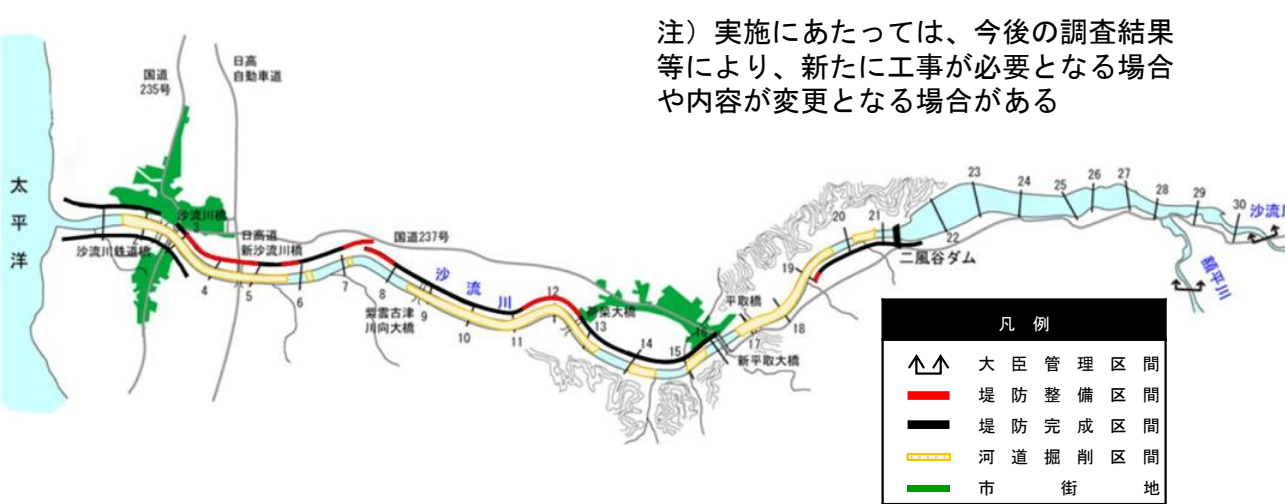 注）実施にあたっては、今後の調査結果
等により、新たに工事が必要となる場合
や内容が変更となる場合がある
国道
235号
日高
自動車道
太平洋
沙流川橋
沙流川鉄道橋
日高道
新沙流川橋
国道237号
沙流川
紫雲古津
川向大橋
荷菜大橋
平取橋
新平取大橋
二風谷ダム
額平川
沙流川
2
3
4
5
6
7
8
9
10
11
12
13
14
15
16
17
18
19
20
21
22
23
24
25
26
27
28
29
30
凡例
大臣管理区間
堤防整備区間
堤防完成区間
河道掘削区間
市街地